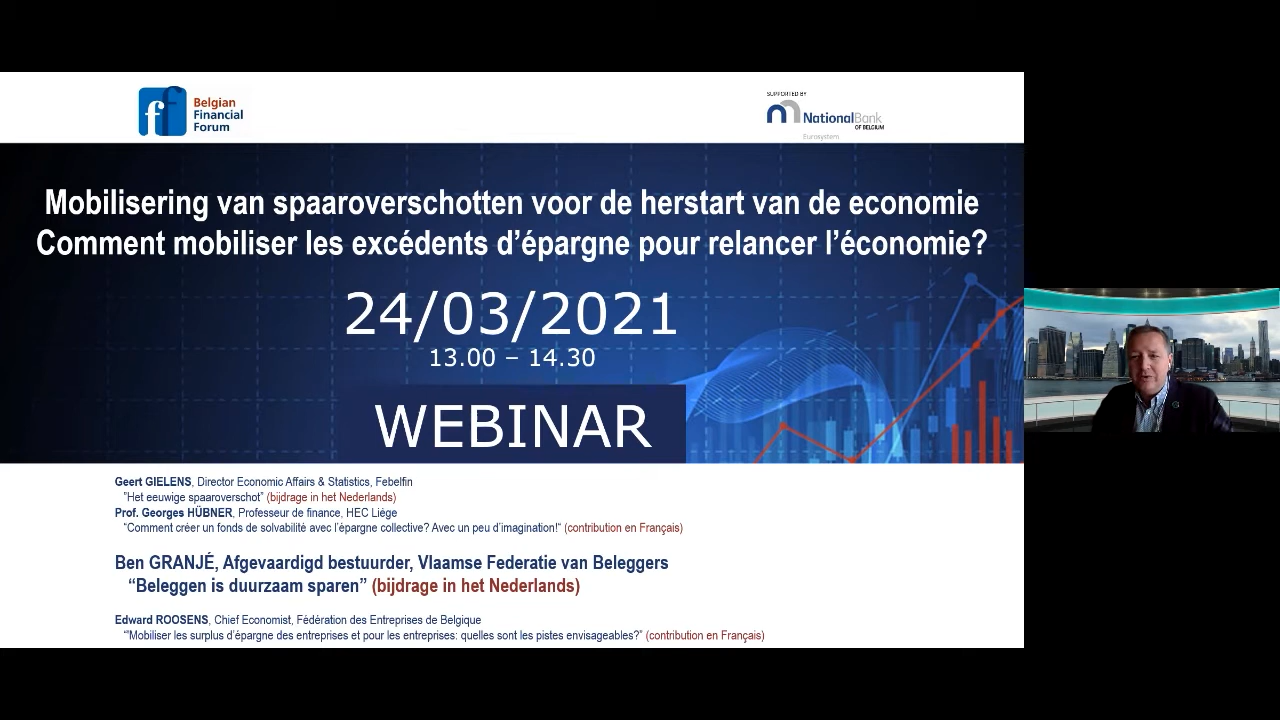 Belgian
Financial
Forum
SUPPORTED BY
NationalBank
OF BELGIUM
Eurosystem
Mobilisering van spaaroverschotten voor de herstart van de economie
Comment mobiliser les excédents d’épargne pour relancer l’économie?
24/03/2021
13.00 – 14.30
WEBINAR
Geert GIELENS, Director Economic Affairs & Statistics, Febelfin
”Het eeuwige spaaroverschot” (bijdrage in het Nederlands)
Prof. Georges HÜBNER, Professeur de finance, HEC Liège
“Comment créer un fonds de solvabilité avec l’épargne collective? Avec un peu d’imagination!“ (contribution en Français)
Ben GRANJÉ, Afgevaardigd bestuurder, Vlaamse Federatie van Beleggers
“Beleggen is duurzaam sparen” (bijdrage in het Nederlands)
Edward ROOSENS, Chief Economist, Fédération des Entreprises de Belgique
“”Mobiliser les surplus d’épargne des entreprises et pour les entreprises: quelles sont les pistes envisageables?” (contribution en Français)